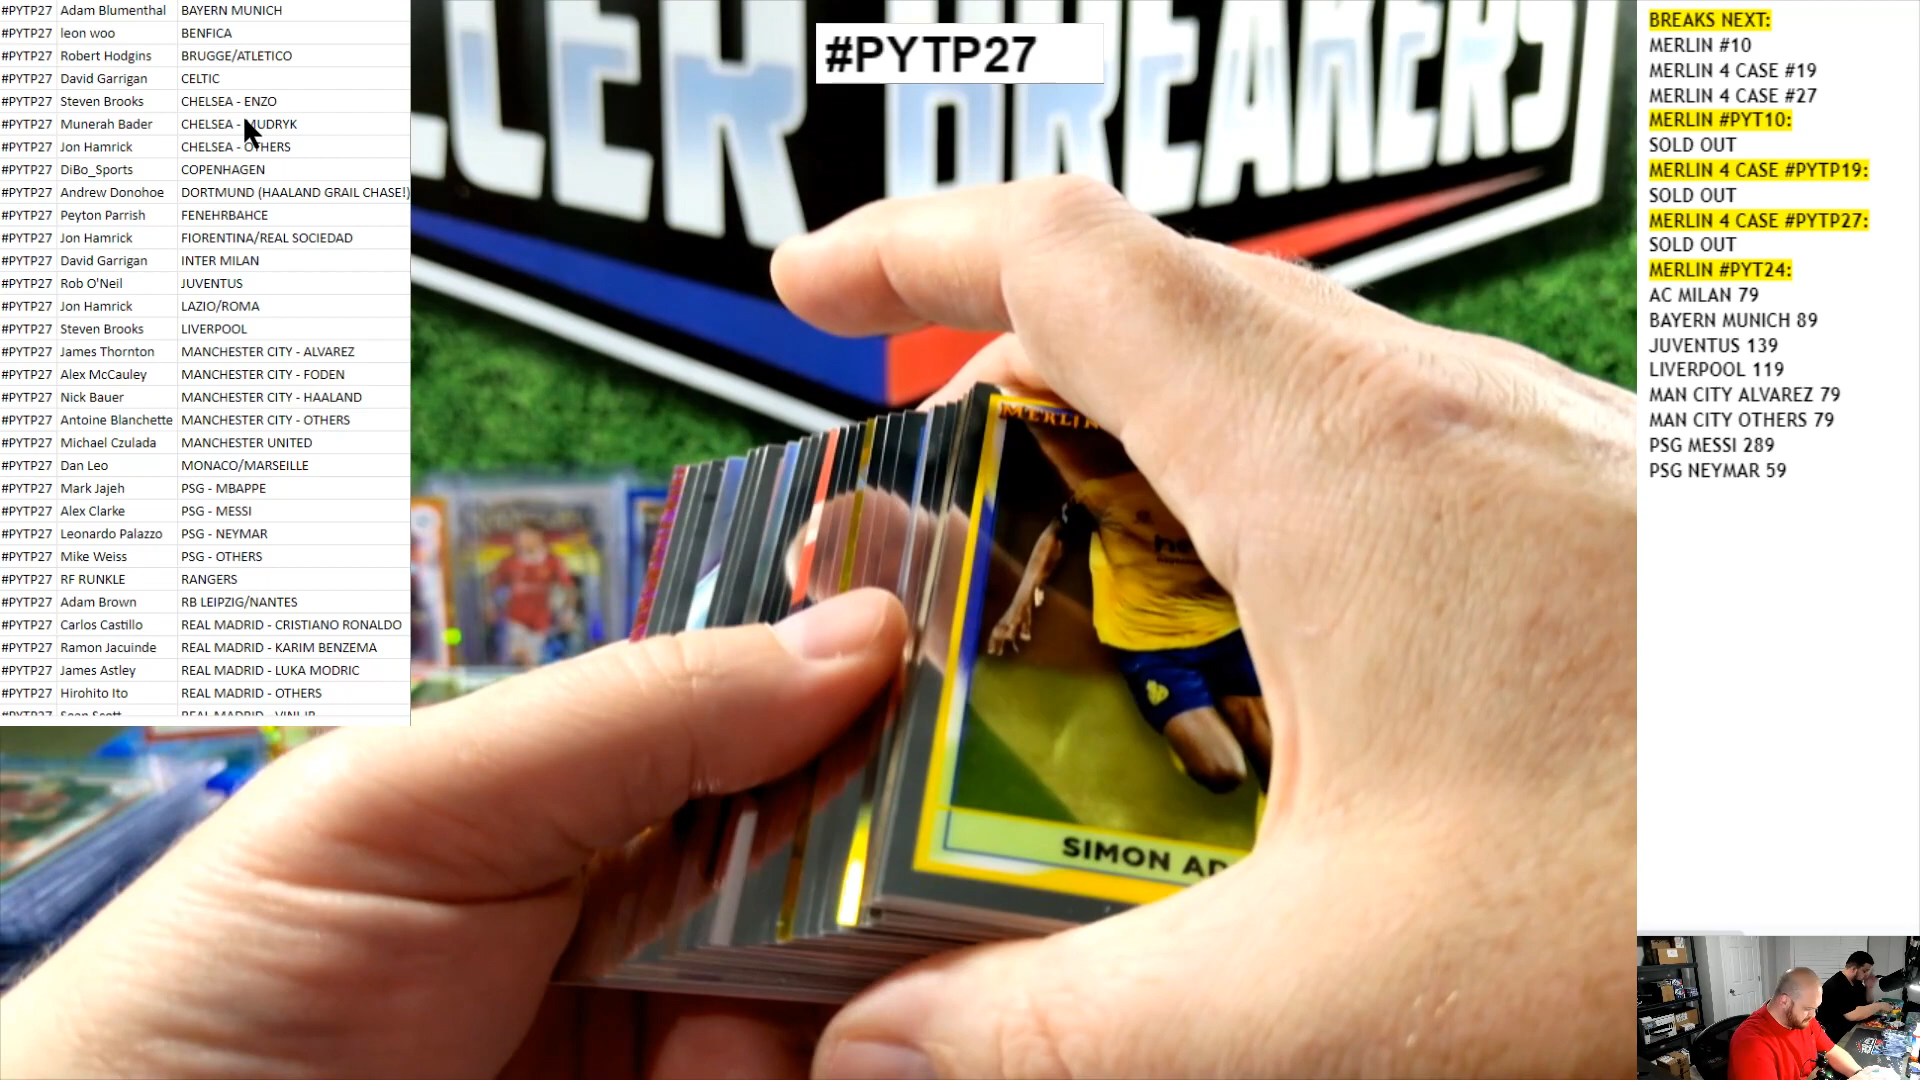 #PYTP27 Adam Blumenthal BAYERN MUNICH
#PYTP27 leon woo BENFICA
#PYTP27 Robert Hodgins BRUGGE/ATLETICO
#PYTP27 David Garrigan CELTIC
#PYTP27 Steven Brooks CHELSEA - ENZO
#PYTP27 Munerah Bader CHELSEA - MUDRYK
#PYTP27 Jon Hamrick CHELSEA - OTHERS
#PYTP27 DiBo_Sports COPENHAGEN
#PYTP27 Andrew Donohoe DORTMUND (HAALAND GRAIL CHASE!)
#PYTP27 Peyton Parrish FENEHRBAHCE
#PYTP27 Jon Hamrick FIORENTINA/REAL SOCIEDAD
#PYTP27 David Garrigan INTER MILAN
#PYTP27 Rob O'Neil JUVENTUS
#PYTP27 Jon Hamrick LAZIO/ROMA
#PYTP27 Steven Brooks LIVERPOOL
#PYTP27 James Thornton MANCHESTER CITY - ALVAREZ
#PYTP27 Alex McCauley MANCHESTER CITY - FODEN
#PYTP27 Nick Bauer MANCHESTER CITY - HAALAND
#PYTP27 Antoine Blanchette MANCHESTER CITY - OTHERS
#PYTP27 Michael Czulada MANCHESTER UNITED
#PYTP27 Dan Leo MONACO/MARSEILLE
#PYTP27 Mark Jajeh PSG - MBAPPE
#PYTP27 Alex Clarke PSG - MESSI
#PYTP27 Leonardo Palazzo PSG - NEYMAR
#PYTP27 Mike Weiss PSG - OTHERS
#PYTP27 RF RUNKLE RANGERS
#PYTP27 Adam Brown RB LEIPZIG/NANTES
#PYTP27 Carlos Castillo REAL MADRID - CRISTIANO RONALDO
#PYTP27 Ramon Jacuinde REAL MADRID - KARIM BENZEMA
#PYTP27 James Astley REAL MADRID - LUKA MODRIC
#PYTP27 Hirohito Ito REAL MADRID - OTHERS
#PYTP27 Sean Scott REAL MADRID - VINI JR
#PYTP27
LLER BREAKERS
MERLIN
SIMON AD
BREAKS NEXT:
MERLIN #10
MERLIN 4 CASE #19
MERLIN 4 CASE #27
MERLIN #PYT10:
SOLD OUT
MERLIN 4 CASE #PYTP19:
SOLD OUT
MERLIN 4 CASE #PYTP27:
SOLD OUT
MERLIN #PYT24:
AC MILAN 79
BAYERN MUNICH 89
JUVENTUS 139
LIVERPOOL 119
MAN CITY ALVAREZ 79
MAN CITY OTHERS 79
PSG MESSI 289
PSG NEYMAR 59